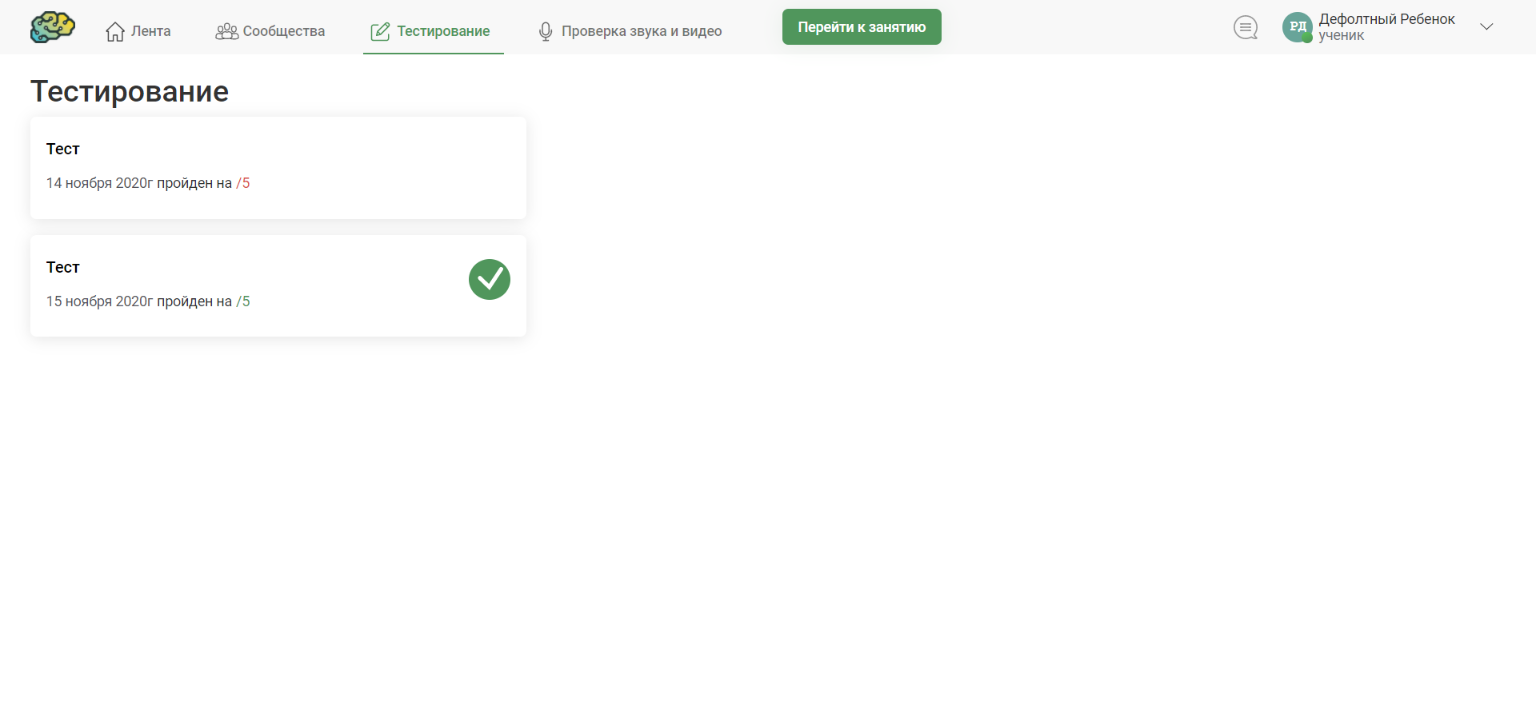 Лента
Сообщества
Тестирование
Проверка звука и видео
Перейти к занятию
РД
Дефолтный Ребенок
ученик
Тестирование
Тест
14 ноября 2020г пройден на /5
Тест
15 ноября 2020г пройден на /5